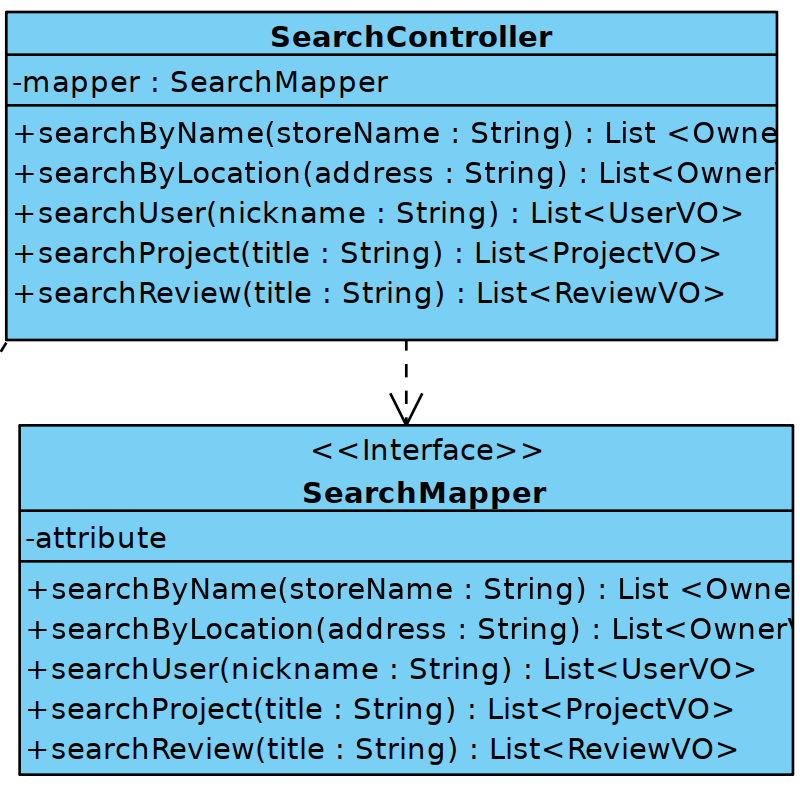 SearchController
-mapper : SearchMapper
+searchByName(storeName : String) : List <Owne
+searchByLocation(address : String) : List<Owner
+searchUser(nickname : String) : List<UserVO>
+searchProject(title : String) : List<ProjectVO>
+searchReview(title : String) : List<ReviewVO>
<<Interface>>
SearchMapper
-attribute
+searchByName(storeName : String) : List <Owne
+searchByLocation(address : String) : List<Owner
+searchUser(nickname : String) : List<UserVO>
+searchProject(title : String) : List<ProjectVO>
+searchReview(title : String) : List<ReviewVO>